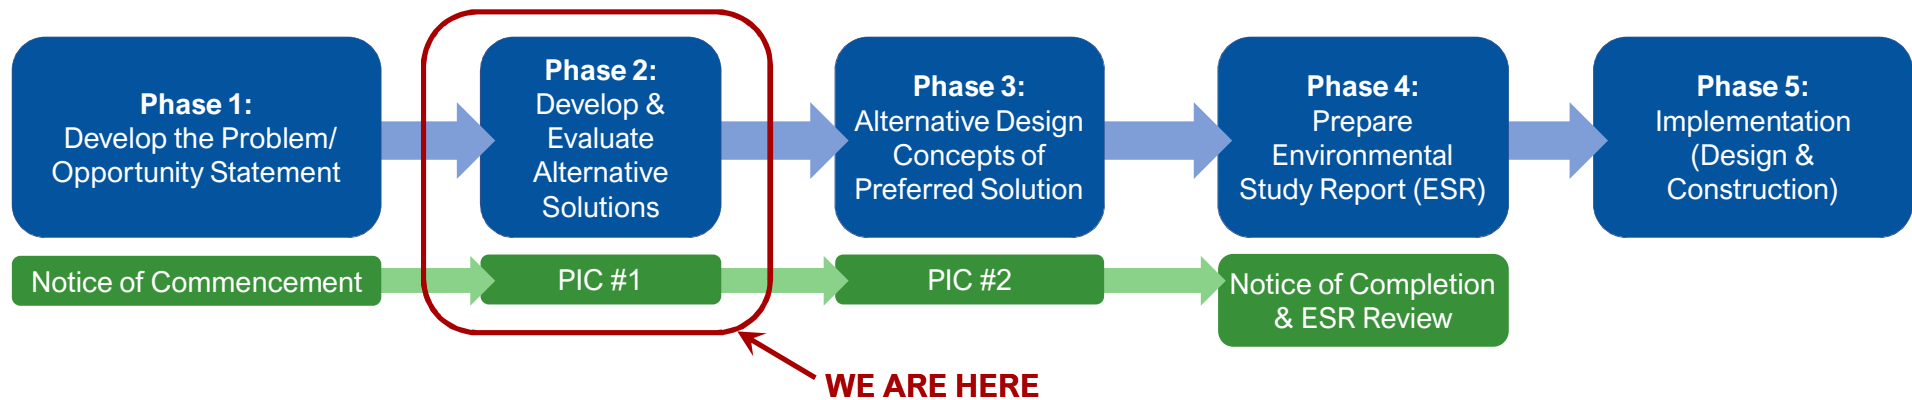 Phase 1:
Develop the Problem/
Opportunity Statement
Phase 2:
Develop &
Evaluate
Alternative
Solutions
Phase 3:
Alternative Design
Concepts of
Preferred Solution
Phase 4:
Prepare
Environmental
Study Report (ESR)
Phase 5:
Implementation
(Design &
Construction)
Notice of Commencement
PIC #1
PIC #2
Notice of Completion
& ESR Review
WE ARE HERE